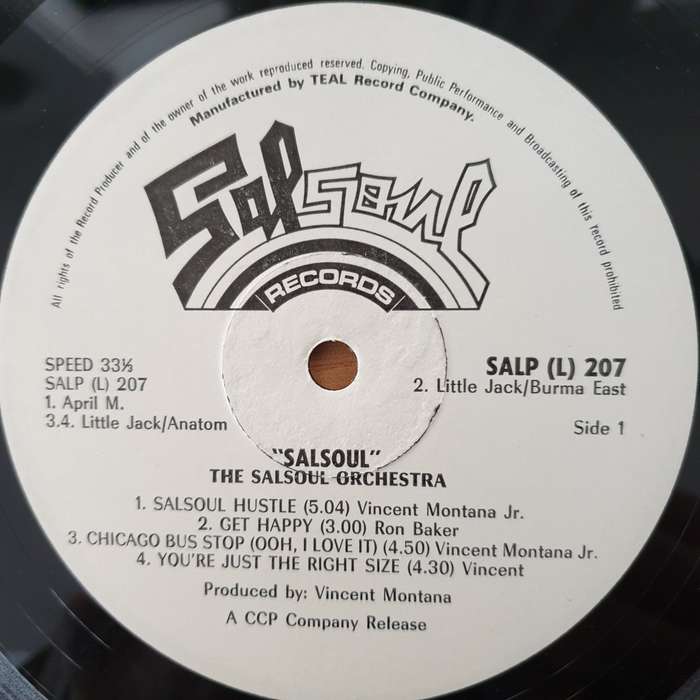 All rights of the Record Producer and of the owner of the work reproduced reserved. Copying, Public Performance and Broadcasting of this record prohibited
Manufactured by TEAL Record Company.
Salsoul
RECORDS
SPEED 33⅓
SALP (L) 207
1. April M.
3.4. Little Jack/Anatom
SALP (L) 207
2. Little Jack/Burma East
Side 1
"SALSOUL"
THE SALSOUL ORCHESTRA
1. SALSOUL HUSTLE (5.04) Vincent Montana Jr.
2. GET HAPPY (3.00) Ron Baker
3. CHICAGO BUS STOP (OOH, I LOVE IT) (4.50) Vincent Montana Jr.
4. YOU'RE JUST THE RIGHT SIZE (4.30) Vincent
Produced by: Vincent Montana
A CCP Company Release